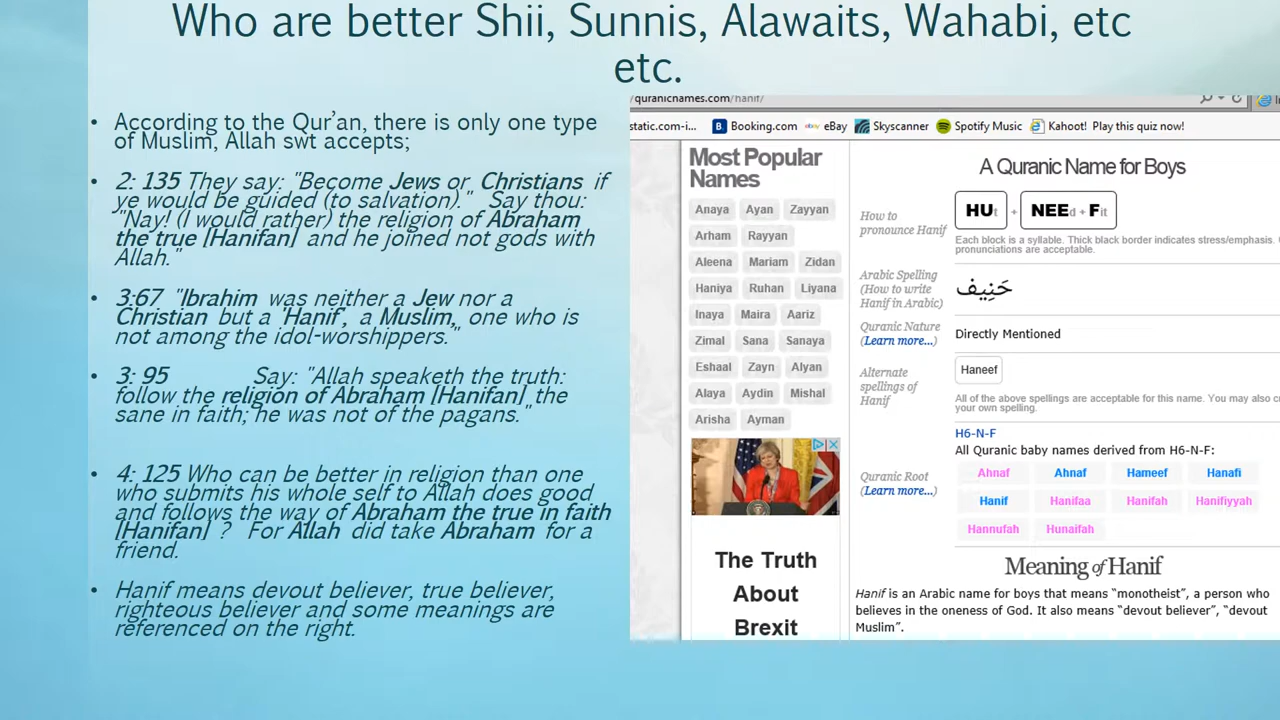 Who are better Shii, Sunnis, Alawaits, Wahabi, etc
etc.
• According to the Qur’an, there is only one type
of Muslim, Allah swt accepts;
• 2: 135 They say: "Become Jews or Christians if
ye would be guided (to salvation)." Say thou:
"Nay! (I would rather) the religion of Abraham
the true [Hanifan] and he joined not gods with
Allah."
• 3:67 "Ibrahim was neither a Jew nor a
Christian but a 'Hanif', a Muslim, one who is
not among the idol-worshippers."
• 3: 95 Say: "Allah speaketh the truth:
follow the religion of Abraham [Hanifan] the
sane in faith; he was not of the pagans."
• 4: 125 Who can be better in religion than one
who submits his whole self to Allah does good
and follows the way of Abraham the true in faith
[Hanifan] ? For Allah did take Abraham for a
friend.
• Hanif means devout believer, true believer,
righteous believer and some meanings are
referenced on the right.
/quranicnames.com/hanif/
static.com-i... Booking.com eBay Skyscanner Spotify Music Kahoot! Play this quiz now!
Most Popular
Names
Anaya Ayan Zayyan
Arham Rayyan
Aleena Mariam Zidan
Haniya Ruhan Liyana
Inaya Maira Aariz
Zimal Sana Sanaya
Eshaal Zayn Alyan
Alaya Aydin Mishal
Arisha Ayman
The Truth
About
Brexit
A Quranic Name for Boys
How to
pronounce Hanif
HUt + NEEd + Fit
Each block is a syllable. Thick black border indicates stress/emphasis.
pronunciations are acceptable.
Arabic Spelling
(How to write
Hanif in Arabic)
حَنِيف
Quranic Nature
(Learn more...)
Directly Mentioned
Alternate
spellings of
Hanif
Haneef
All of the above spellings are acceptable for this name. You may also
your own spelling.
Quranic Root
(Learn more...)
H6-N-F
All Quranic baby names derived from H6-N-F:
Ahnaf Ahnaf Hameef Hanafi
Hanif Hanifaa Hanifah Hanifiyyah
Hannufah Hunaifah
Meaning of Hanif
Hanif is an Arabic name for boys that means “monotheist”, a person who
believes in the oneness of God. It also means “devout believer”, “devout
Muslim”.